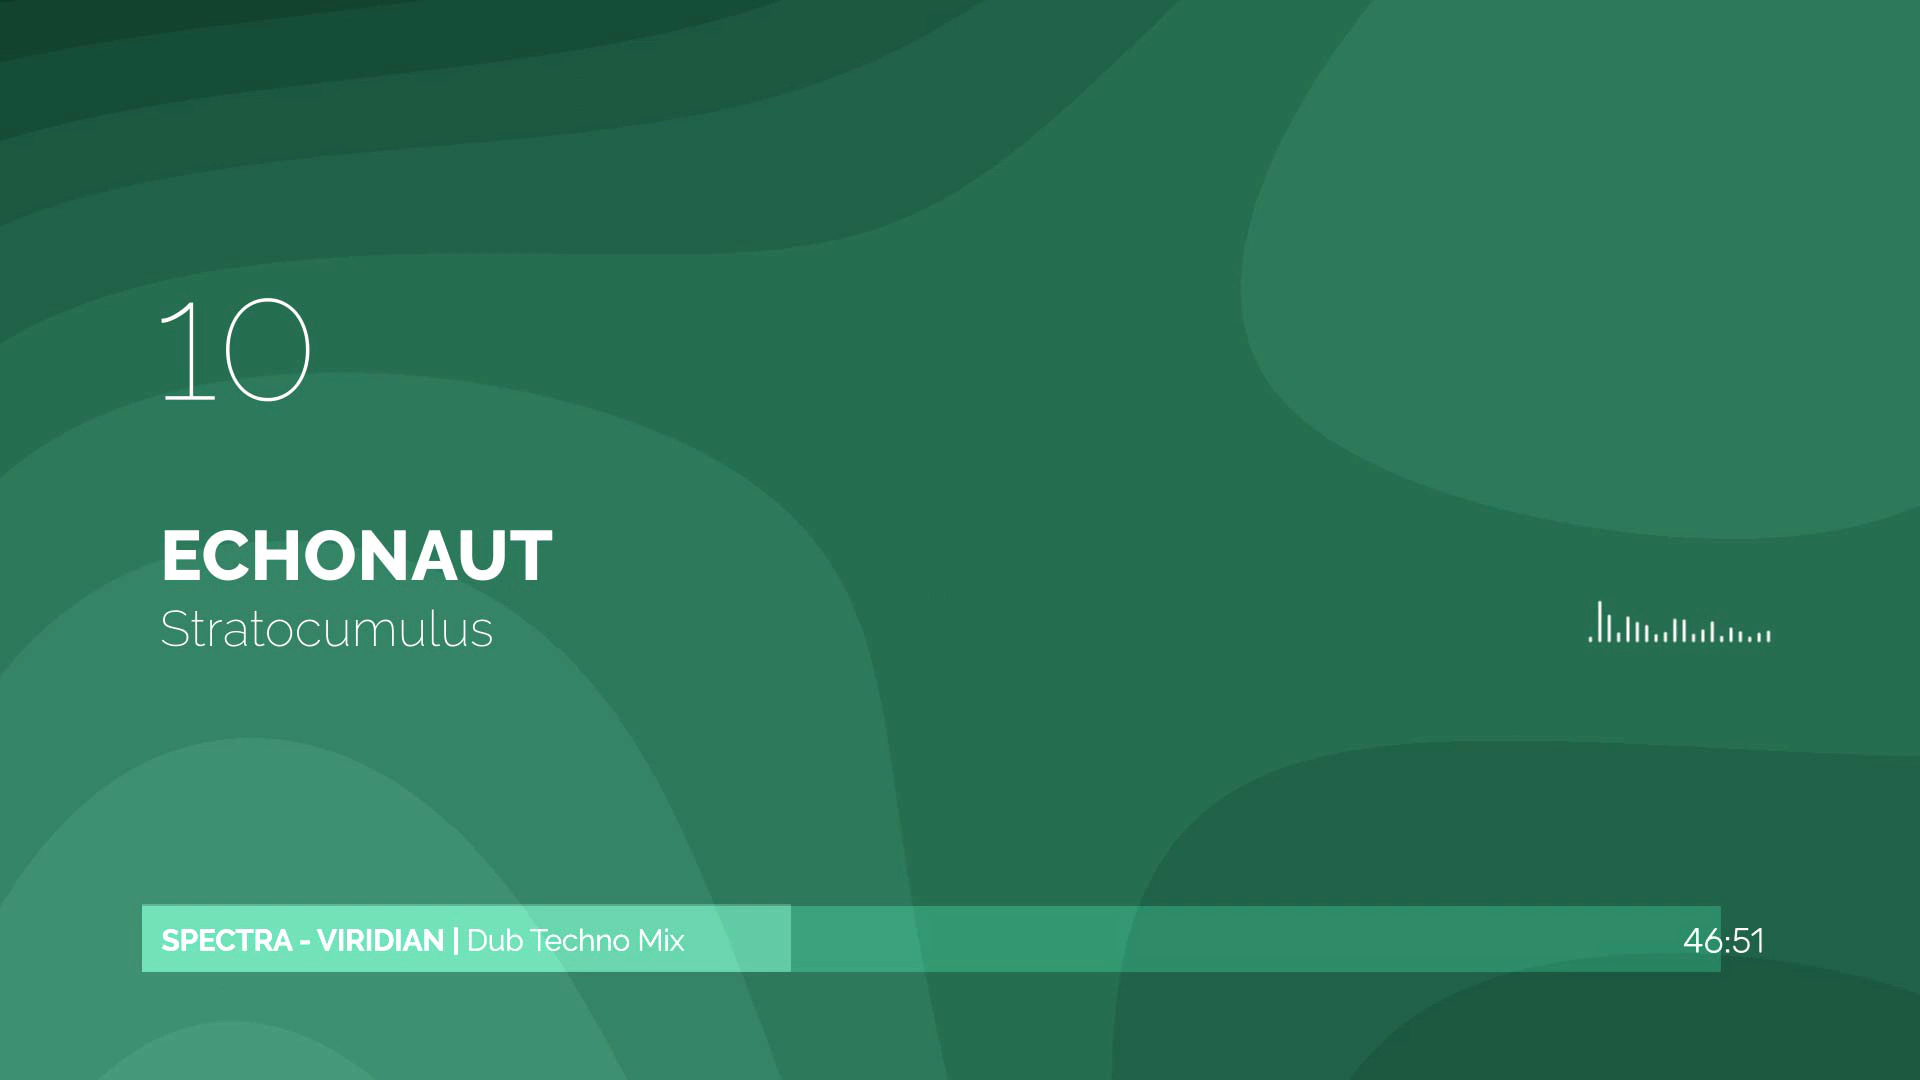 10
ECHONAUT
Stratocumulus
SPECTRA - VIRIDIAN | Dub Techno Mix
46:51